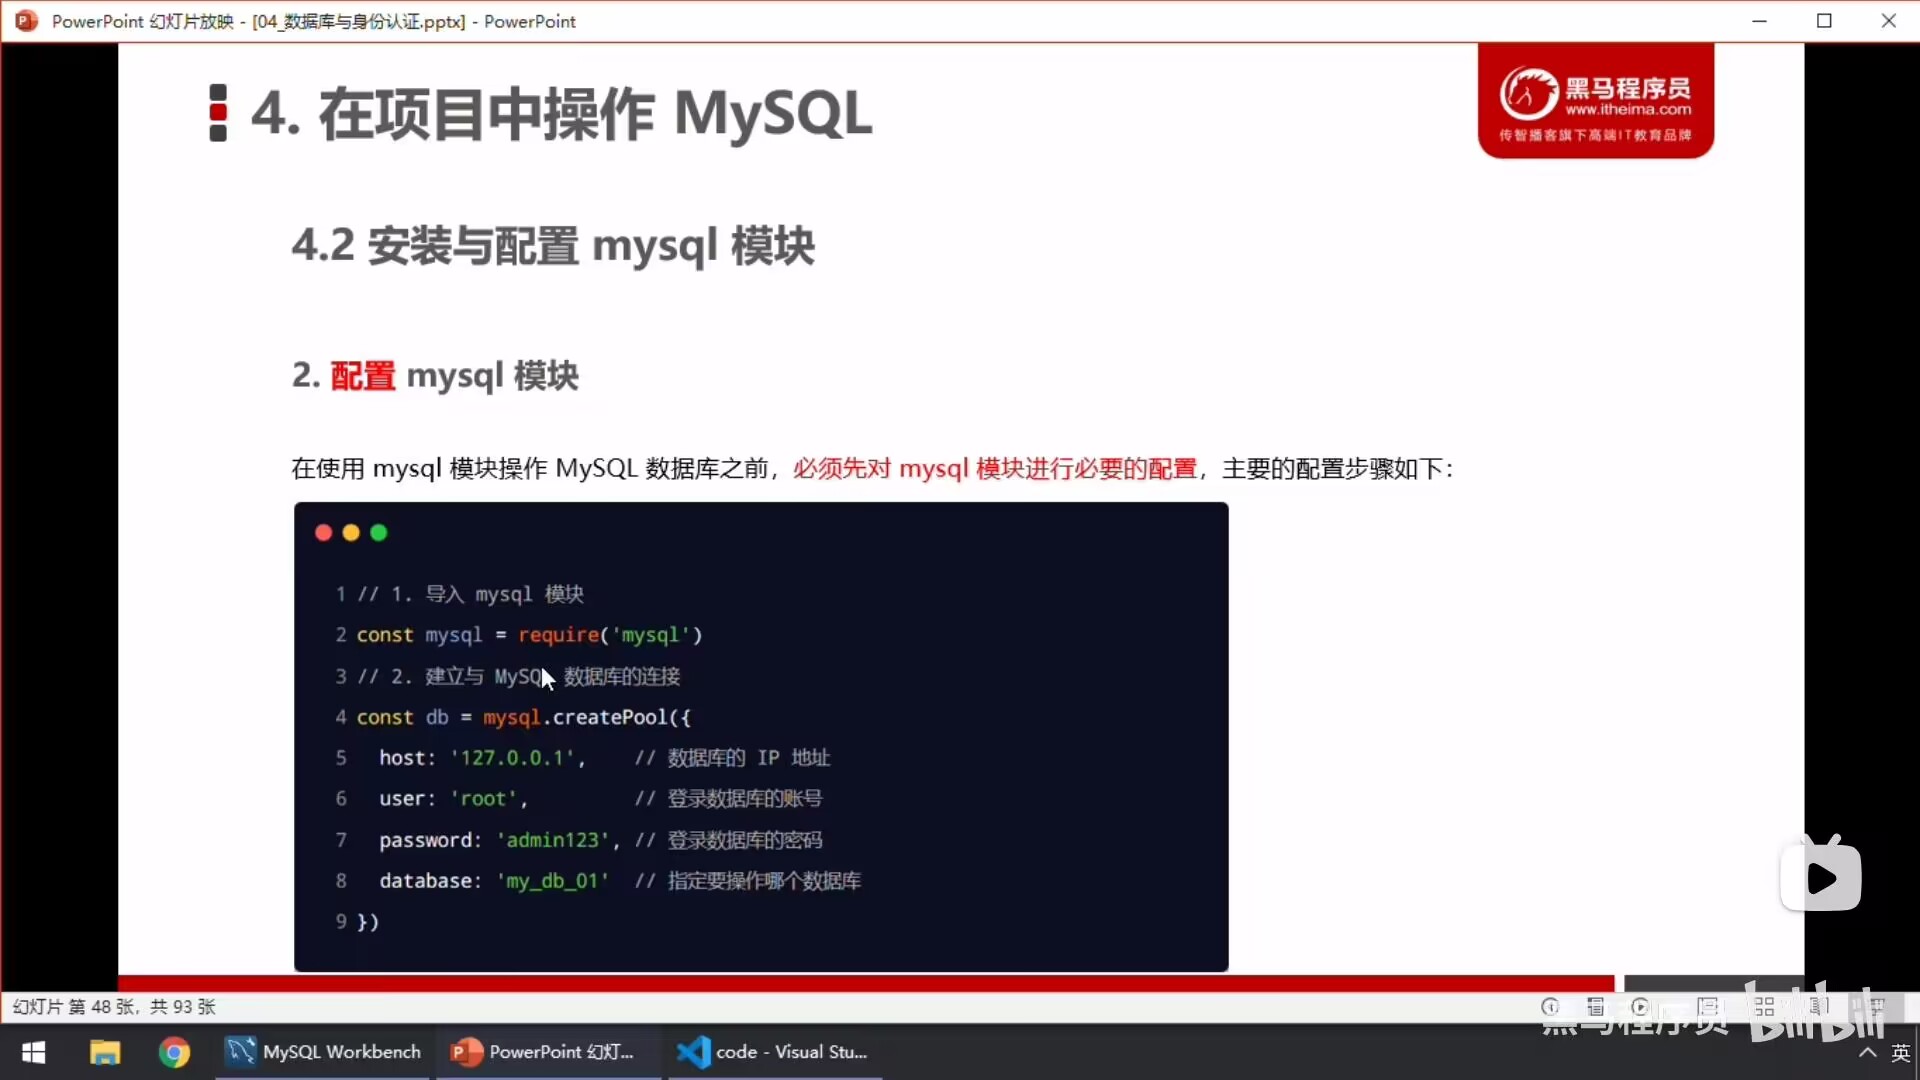 PowerPoint 幻灯片放映 - [04_数据库与身份认证.pptx] - PowerPoint
4. 在项目中操作 MySQL
黑马程序员
www.itheima.com
传智播客旗下高端IT教育品牌
4.2 安装与配置 mysql 模块
2. 配置 mysql 模块
在使用 mysql 模块操作 MySQL 数据库之前，必须先对 mysql 模块进行必要的配置，主要的配置步骤如下：
1 // 1. 导入 mysql 模块
2 const mysql = require('mysql')
3 // 2. 建立与 MySQL 数据库的连接
4 const db = mysql.createPool({
5 host: '127.0.0.1', // 数据库的 IP 地址
6 user: 'root', // 登录数据库的账号
7 password: 'admin123', // 登录数据库的密码
8 database: 'my_db_01' // 指定要操作哪个数据库
9 })
幻灯片 第 48 张，共 93 张
黑马程序员 bilibili
MySQL Workbench
PowerPoint 幻灯...
code - Visual Stu...
英